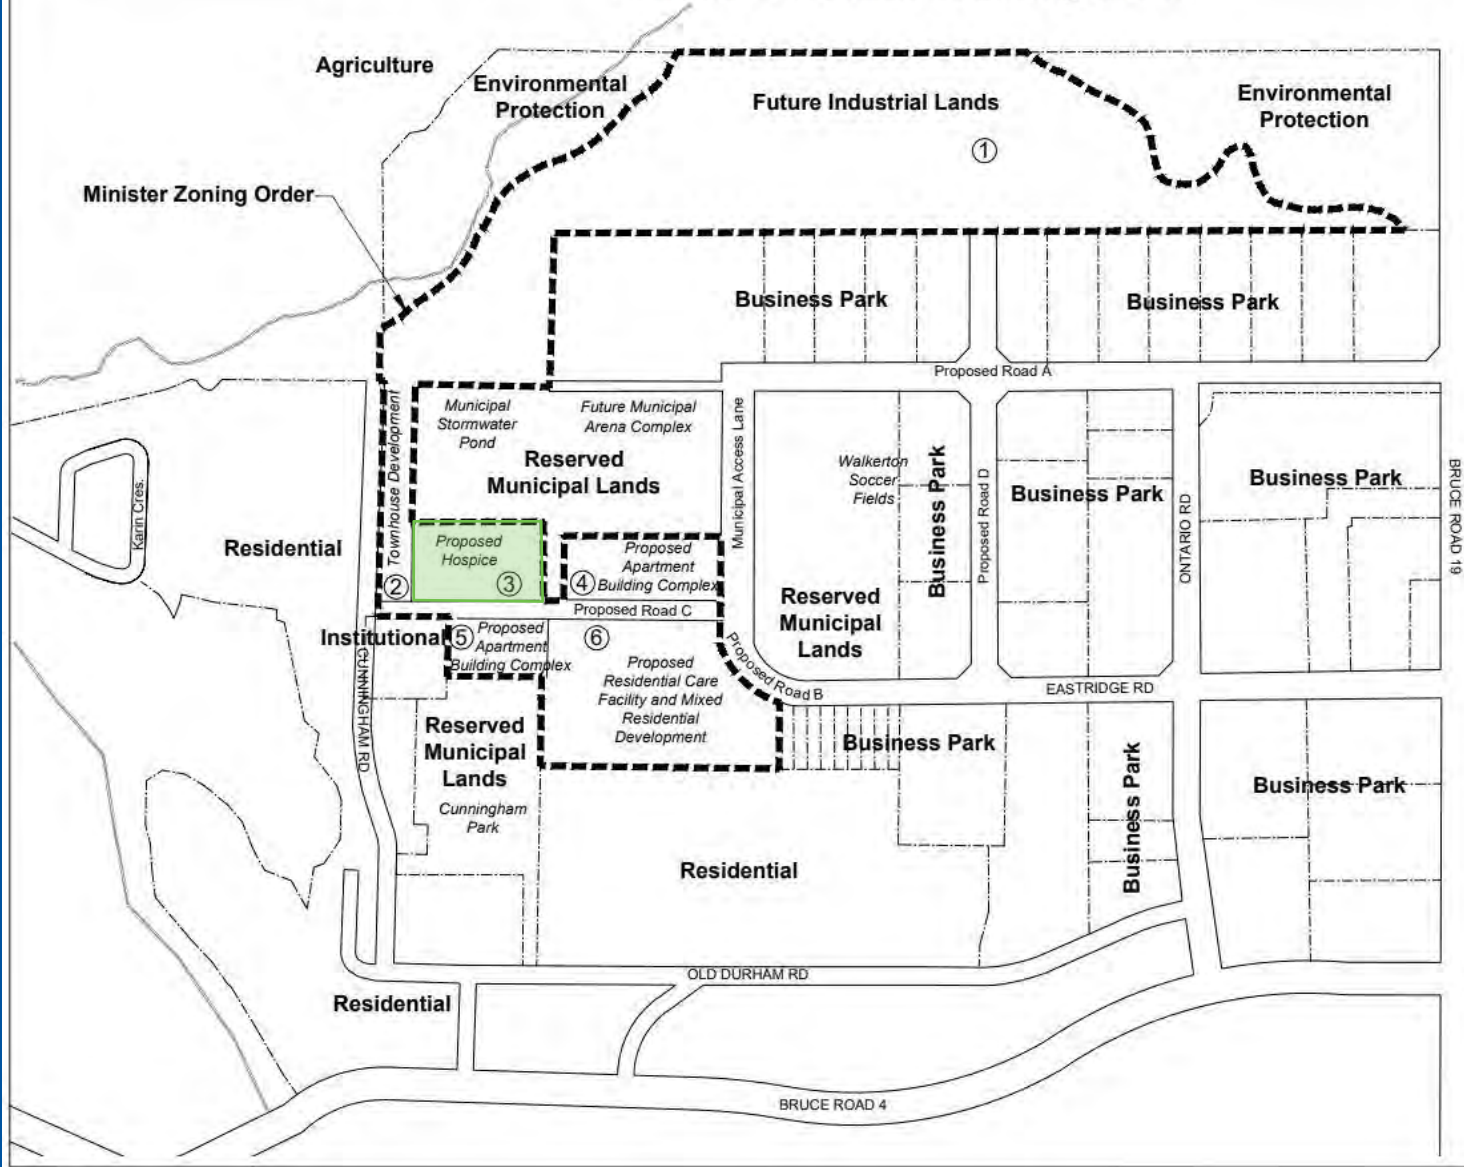 Agriculture
Environmental
Protection
Future Industrial Lands
Environmental
Protection
①
Minister Zoning Order
Business Park
Business Park
Proposed Road A
Townhouse Development
Municipal
Stormwater
Pond
Future Municipal
Arena Complex
Reserved
Municipal Lands
Municipal Access Lane
Walkerton
Soccer
Fields
Business Park
Proposed Road D
Business Park
ONTARIO RD
Business Park
BRUCE ROAD 19
Karin Cres.
Residential
Proposed
Hospice
②
③
④
Proposed
Apartment
Building Complex
Proposed Road C
Reserved
Municipal
Lands
Institutional
⑤
Proposed
Apartment
Building Complex
⑥
Proposed
Residential Care
Facility and Mixed
Residential
Development
Proposed Road B
EASTRIDGE RD
CUNNINGHAM RD
Reserved
Municipal
Lands
Cunningham
Park
Business Park
Business Park
Business Park
Residential
OLD DURHAM RD
Residential
BRUCE ROAD 4